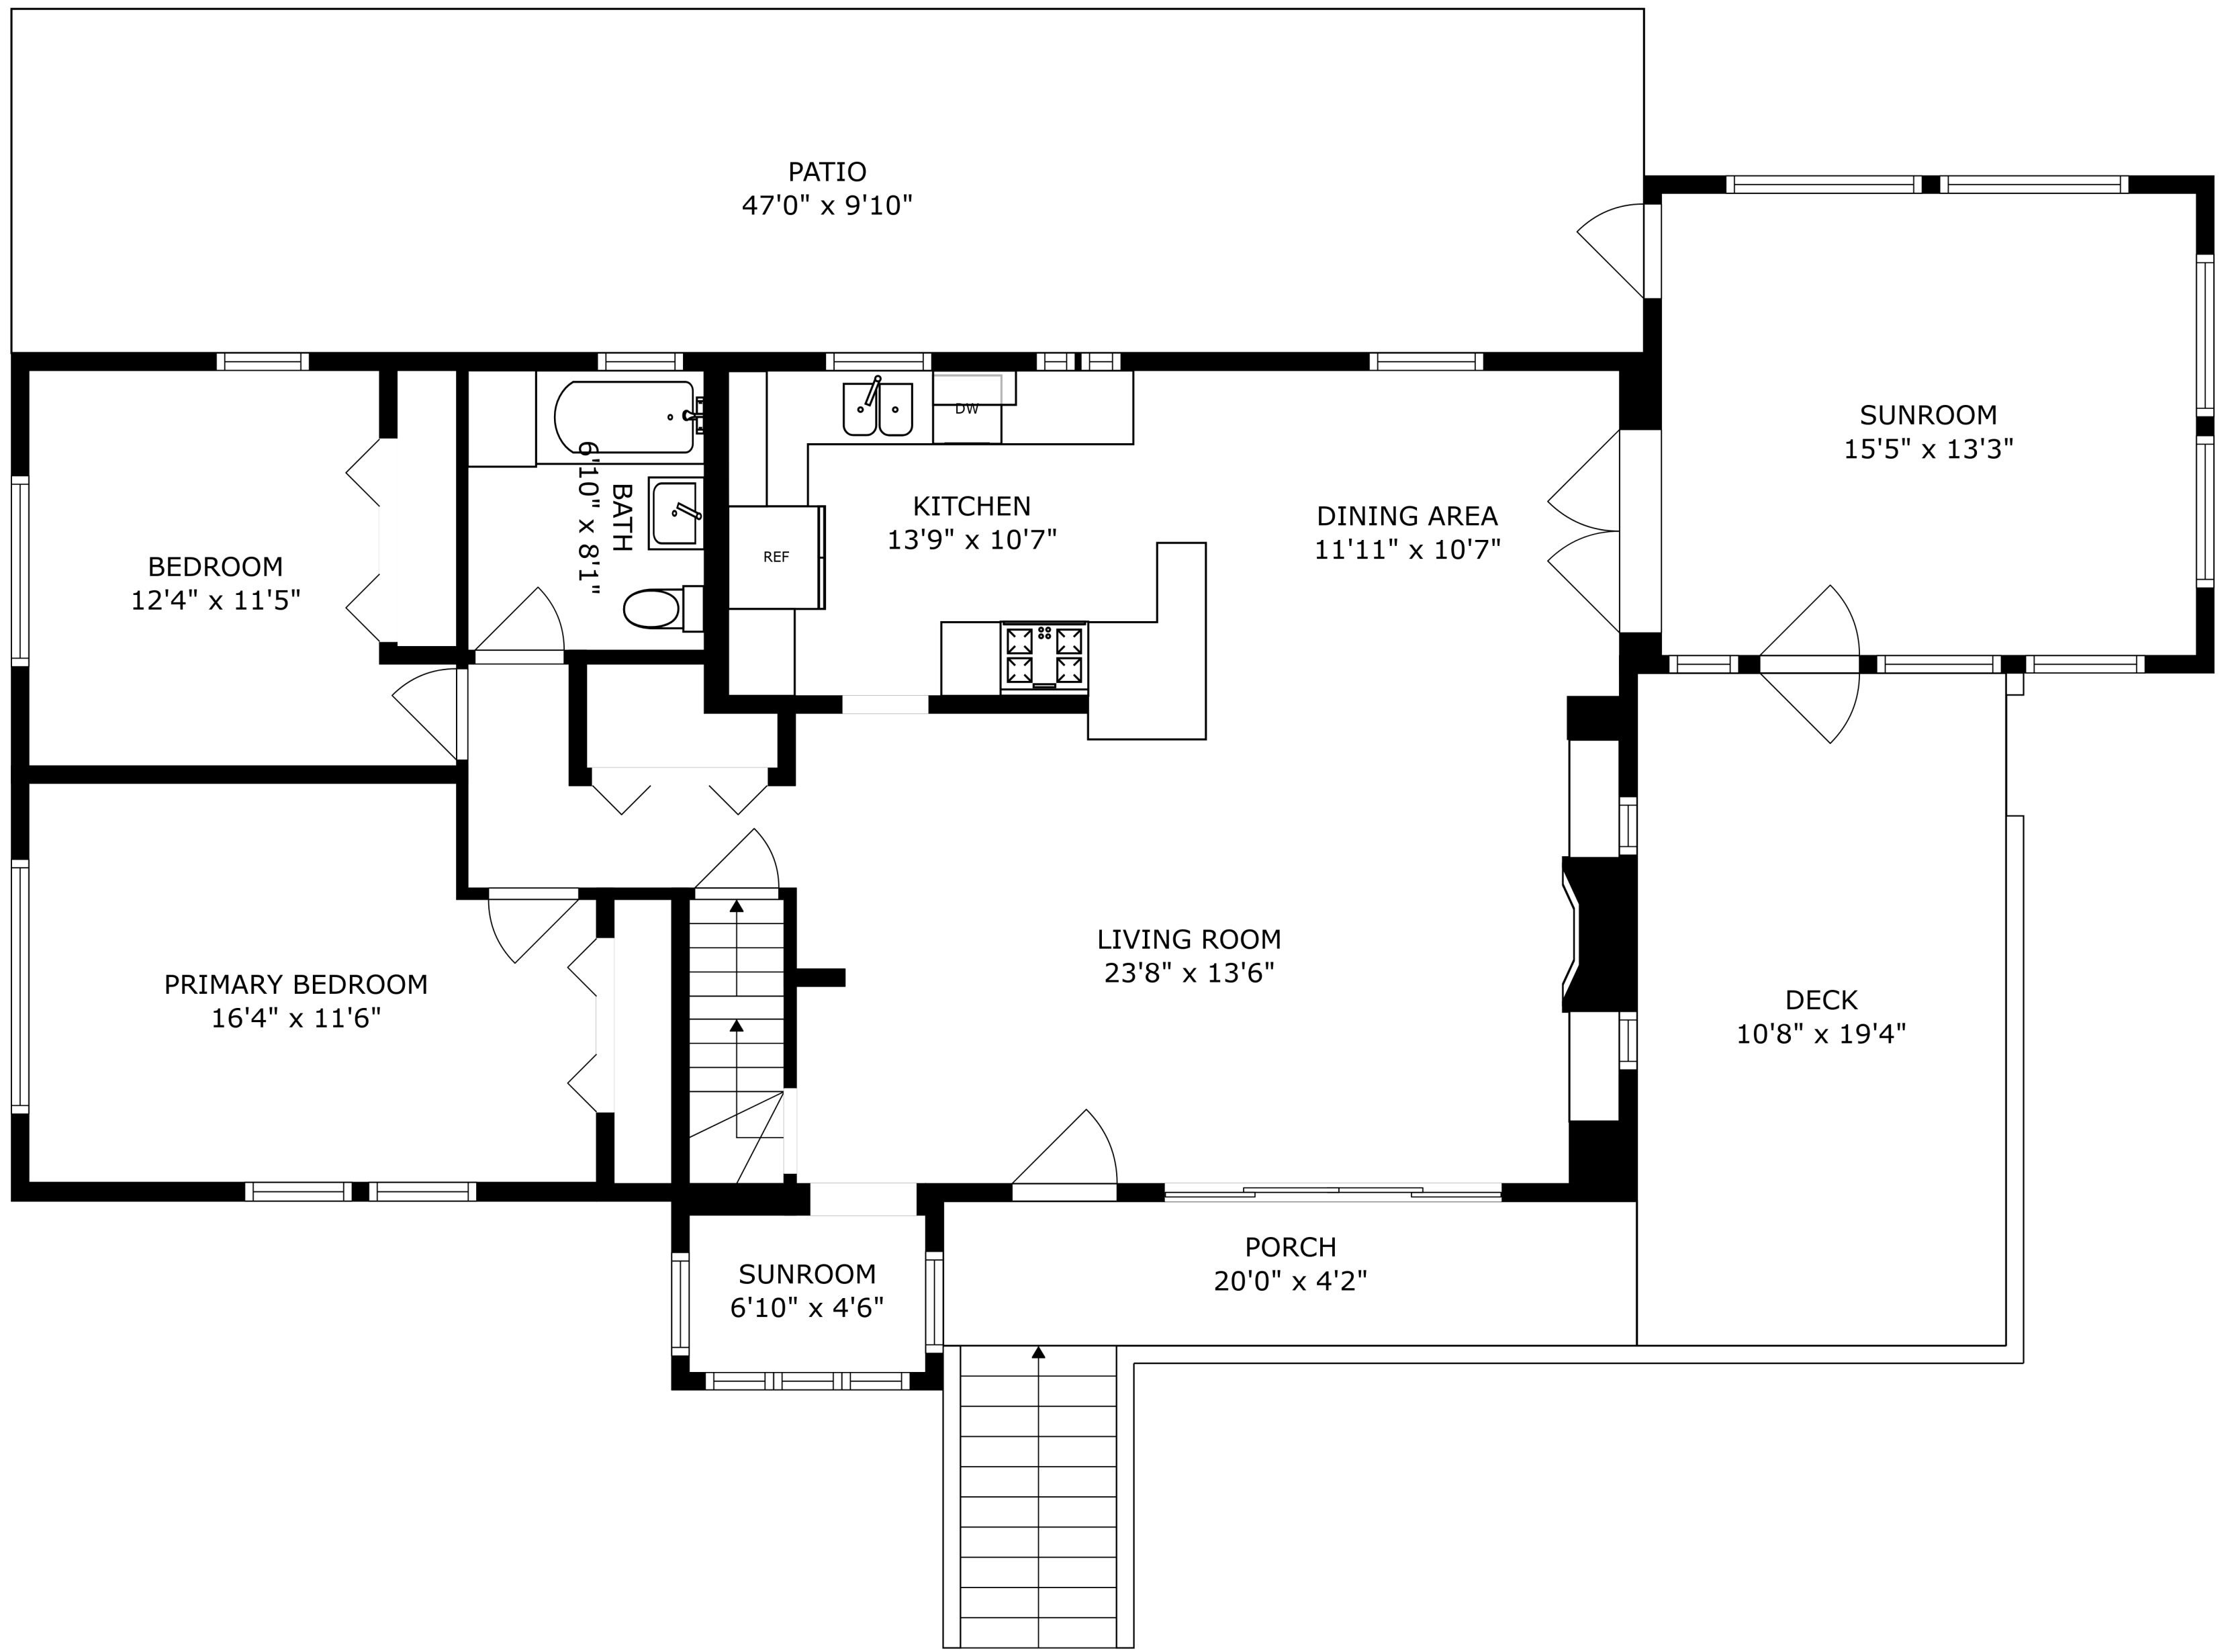 PATIO
47'0" x 9'10"
SUNROOM
15'5" x 13'3"
DW
KITCHEN
13'9" x 10'7"
DINING AREA
11'11" x 10'7"
BATH
6'10" x 8'1"
REF
BEDROOM
12'4" x 11'5"
LIVING ROOM
23'8" x 13'6"
PRIMARY BEDROOM
16'4" x 11'6"
DECK
10'8" x 19'4"
PORCH
20'0" x 4'2"
SUNROOM
6'10" x 4'6"